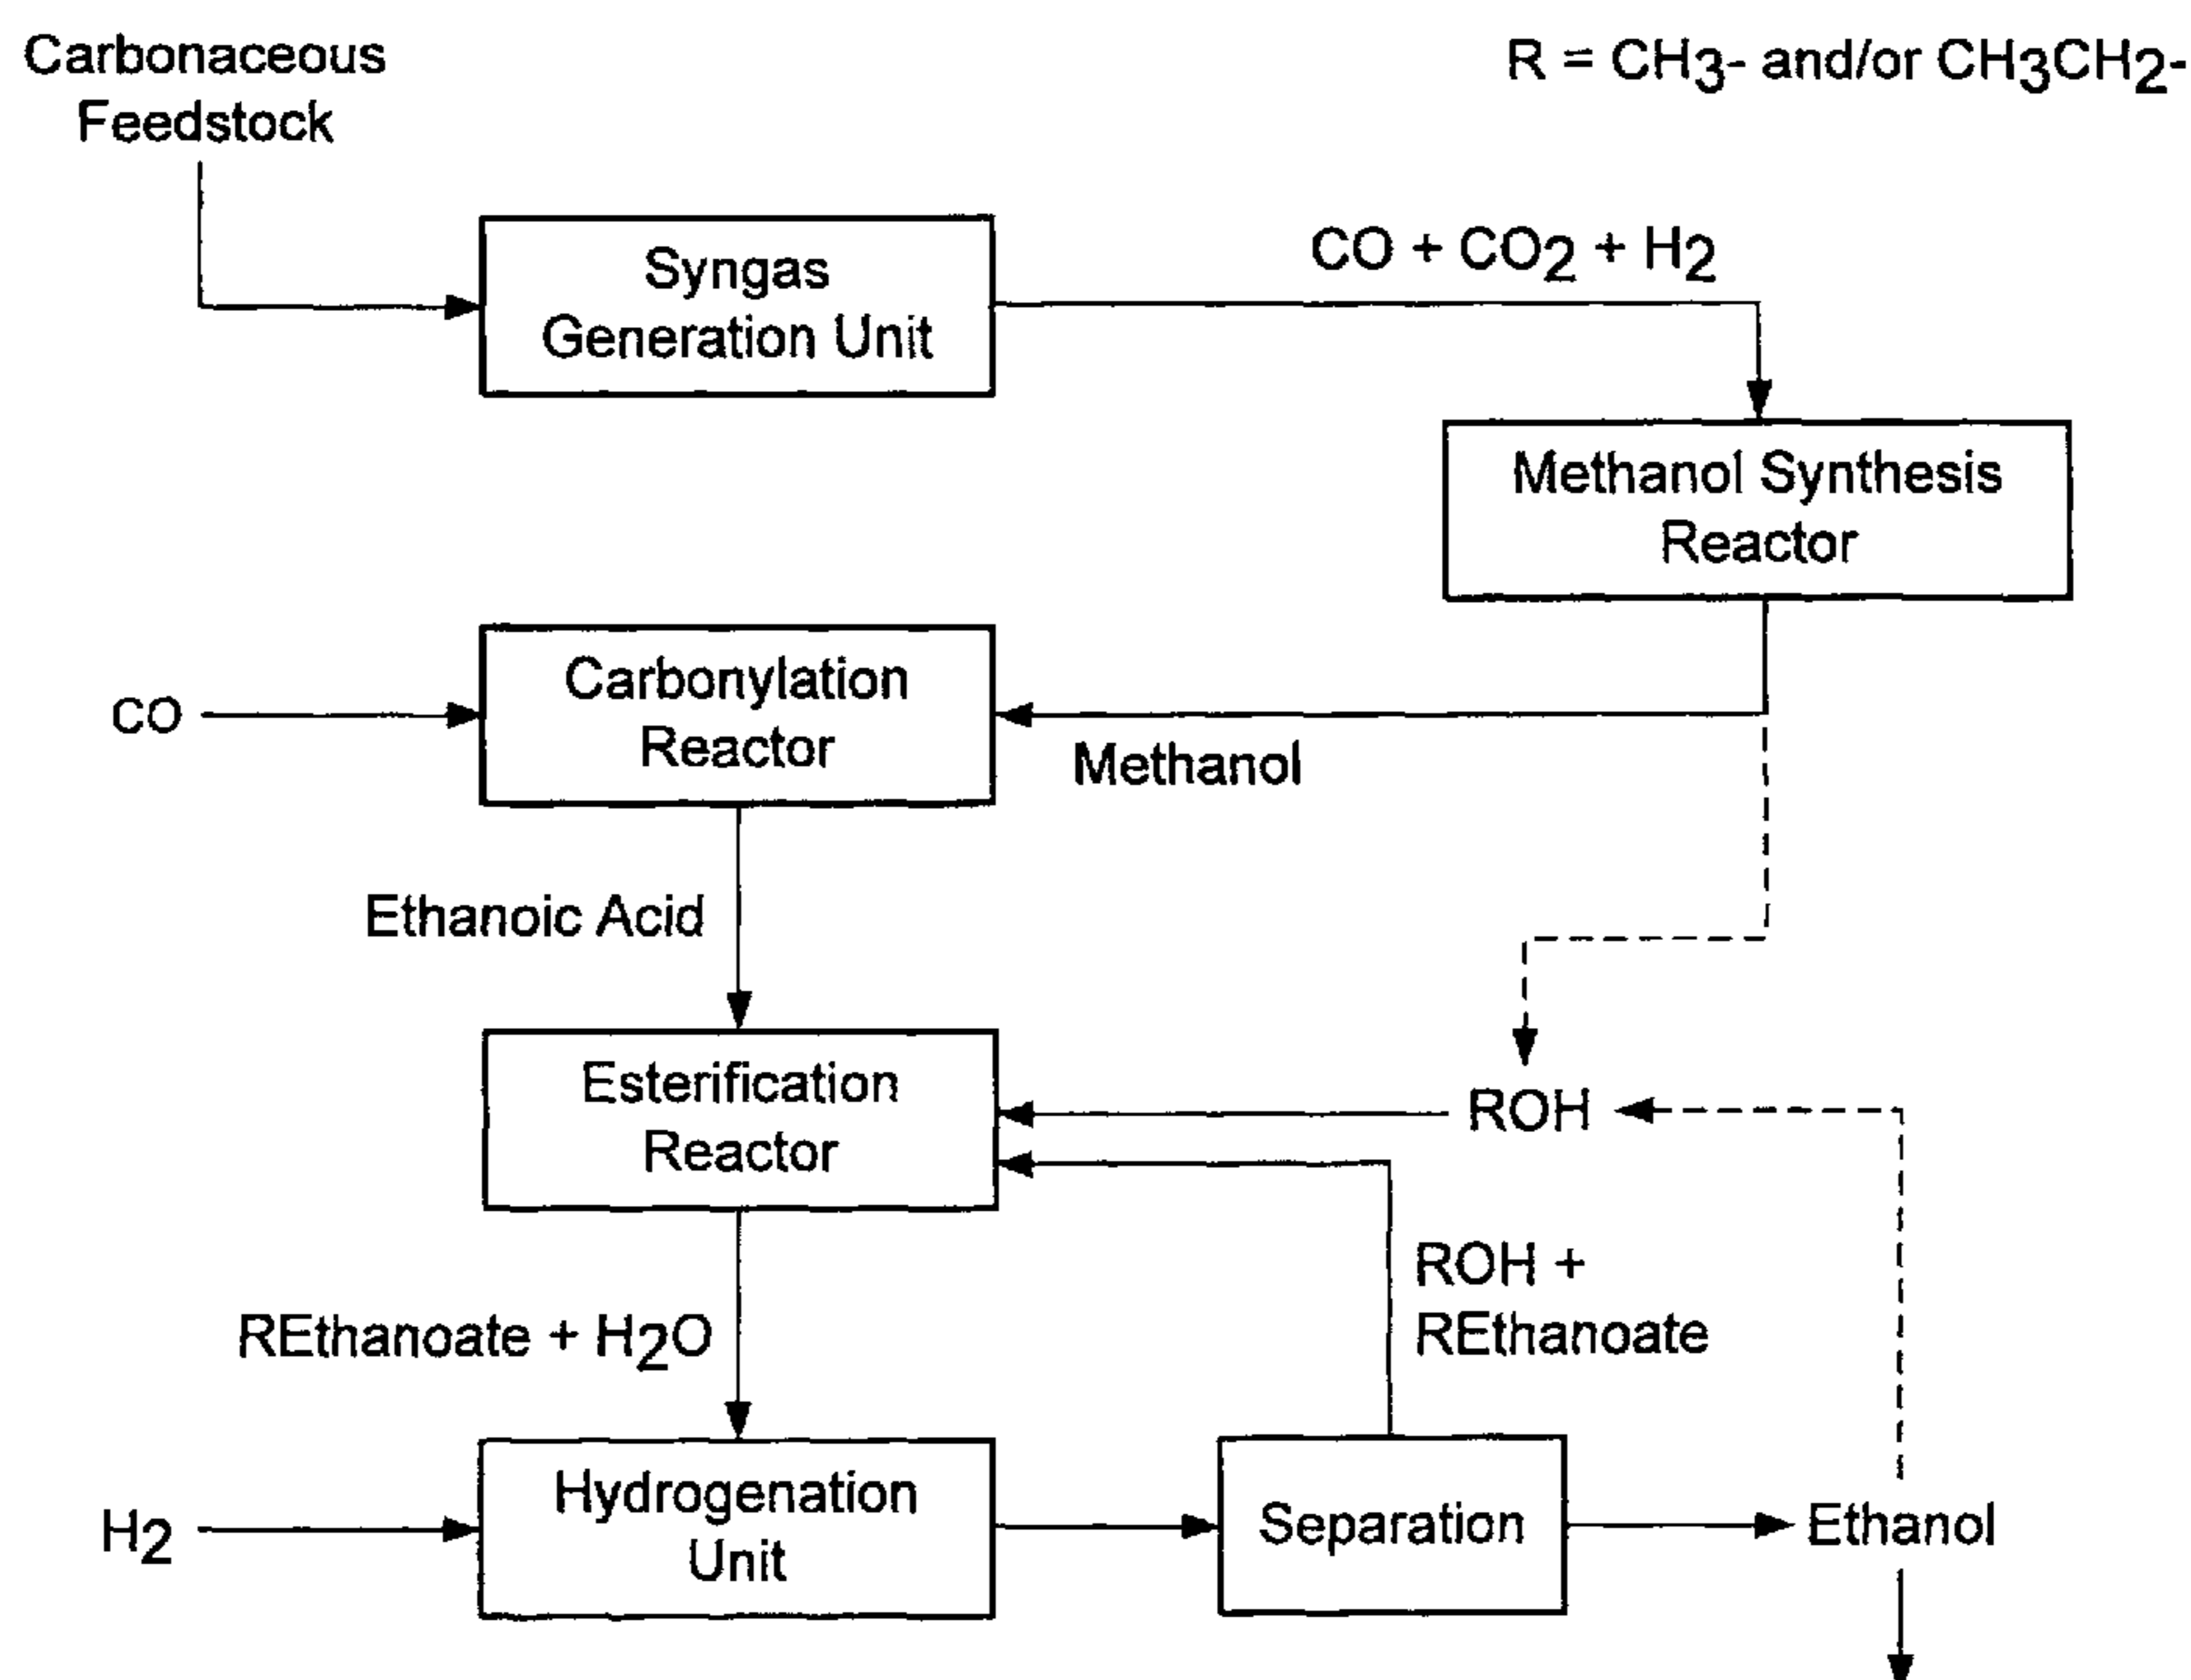 Carbonaceous
Feedstock
R = CH3- and/or CH3CH2-
Syngas
Generation Unit
CO + CO2 + H2
Methanol Synthesis
Reactor
CO
Carbonylation
Reactor
Methanol
Ethanoic Acid
Esterification
Reactor
ROH
ROH +
REthanoate
REthanoate + H2O
H2
Hydrogenation
Unit
Separation
Ethanol